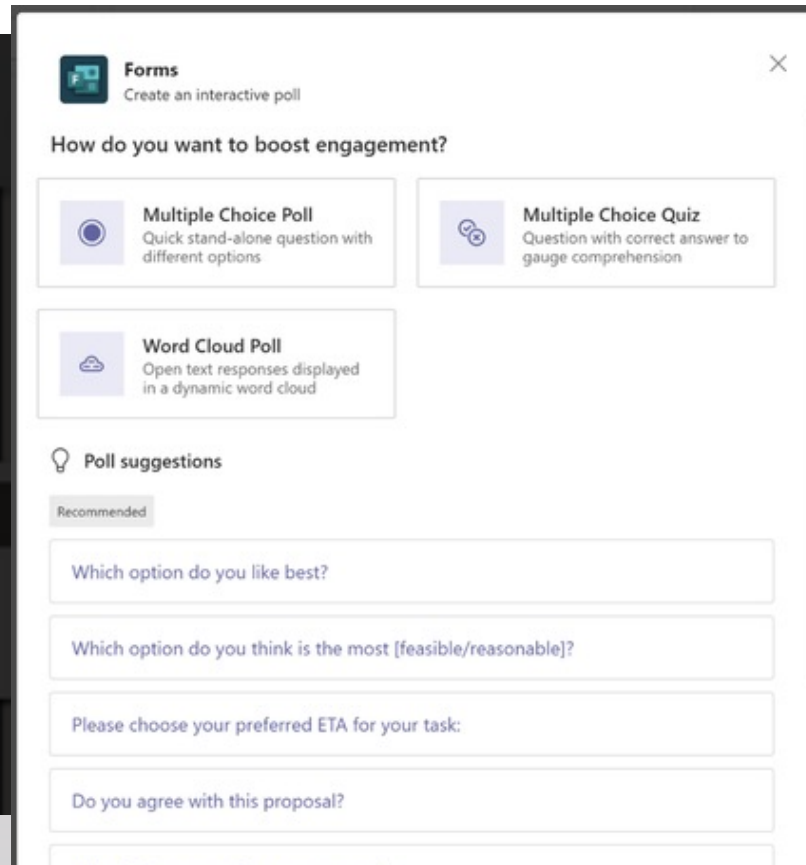 Forms
Create an interactive poll
How do you want to boost engagement?
Multiple Choice Poll
Quick stand-alone question with
different options
Multiple Choice Quiz
Question with correct answer to
gauge comprehension
Word Cloud Poll
Open text responses displayed
in a dynamic word cloud
Poll suggestions
Recommended
Which option do you like best?
Which option do you think is the most [feasible/reasonable]?
Please choose your preferred ETA for your task:
Do you agree with this proposal?